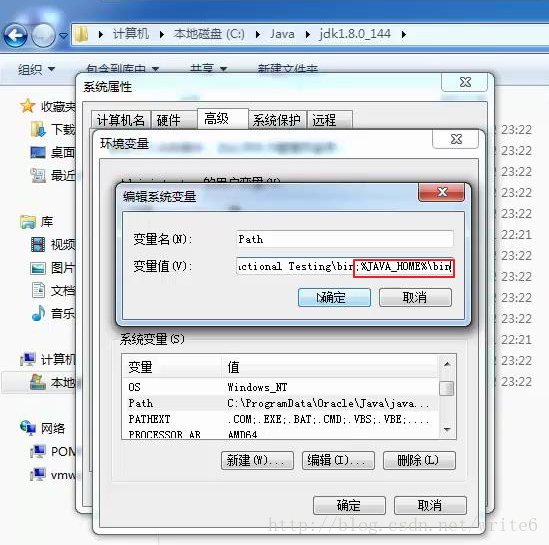 计算机 本地磁盘 (C:) Java jdk1.8.0_144
组织 包含到库中 共享 新建文件夹
系统属性
收藏夹
计算机名 硬件 高级 系统保护 远程
下载
23:22
环境变量
桌面
23:22
最近
23:22
编辑系统变量
库
变量名(N): Path
视频
23:22
变量值(V): ctional Testing\bin;%JAVA_HOME%\bin
图片
23:22
文档
23:22
确定 取消
音乐
23:22
系统变量(S)
21:22
计算机
变量 值
23:22
本地
OS Windows_NT
23:22
Path C:\ProgramData\Oracle\Java\java...
网络
PATHEXT .COM;.EXE;.BAT;.CMD;.VBS;.VBE;....
PROCESSOR_AR AMD64
PON
新建(W)... 编辑(I)... 删除(L)
vmw
确定 取消
http://blog.csdn.net/write6